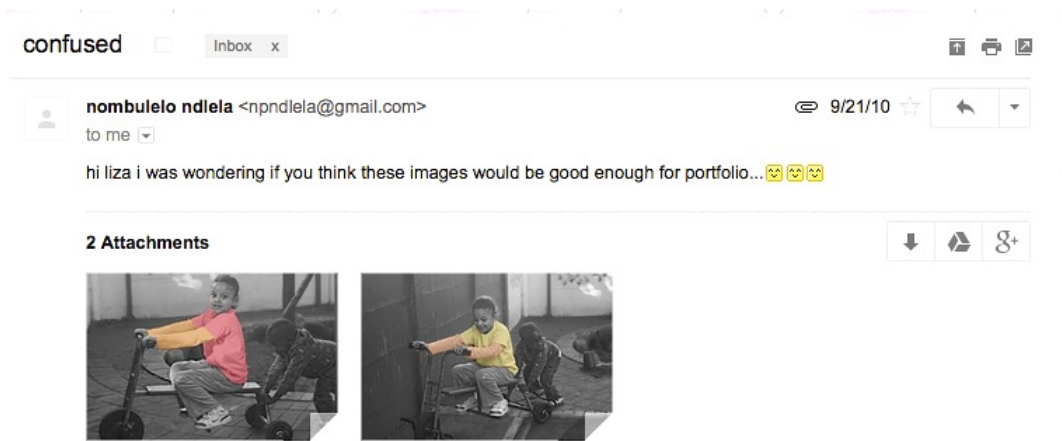 confused
Inbox x
nombulelo ndlela <npndlela@gmail.com>
9/21/10
to me
hi liza i was wondering if you think these images would be good enough for portfolio...
2 Attachments
g+